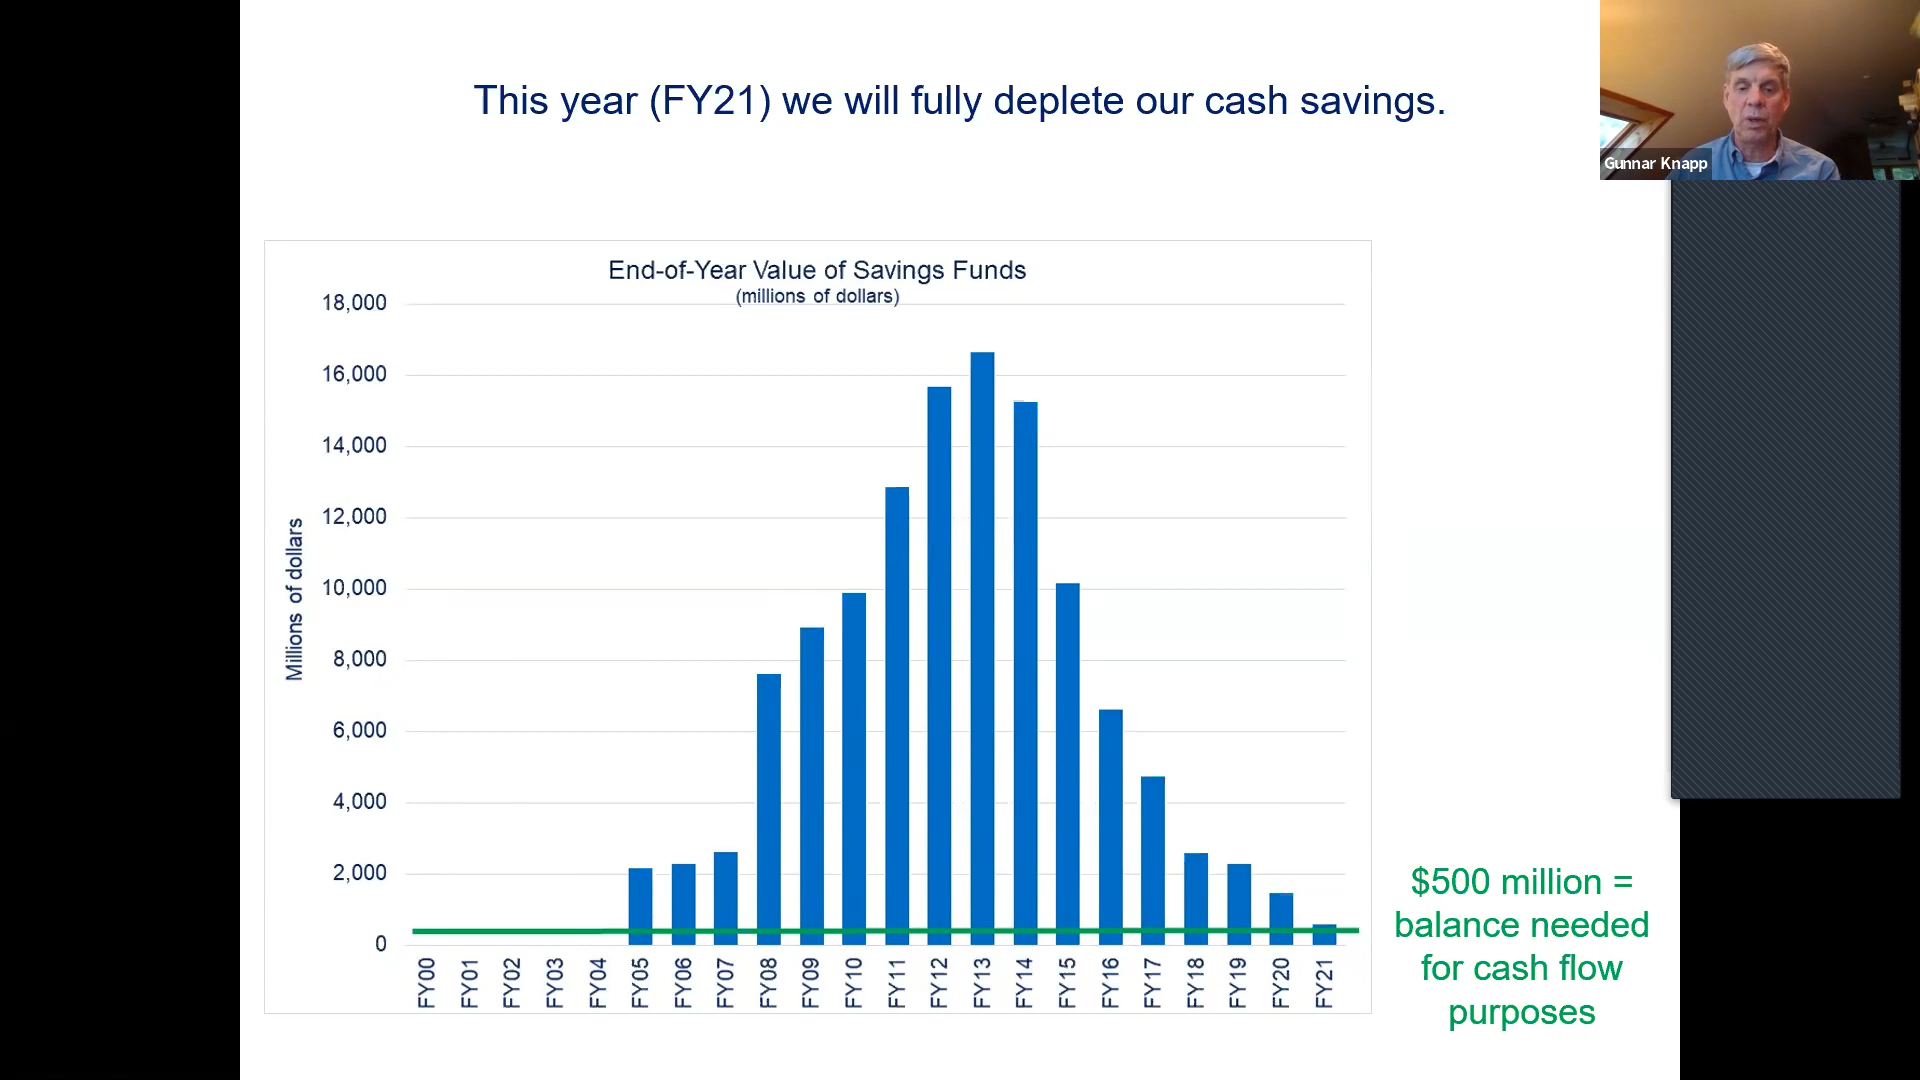 This year (FY21) we will fully deplete our cash savings.
Gunnar Knapp
End-of-Year Value of Savings Funds
(millions of dollars)
Millions of dollars
18,000
16,000
14,000
12,000
10,000
8,000
6,000
4,000
2,000
0
FY00
FY01
FY02
FY03
FY04
FY05
FY06
FY07
FY08
FY09
FY10
FY11
FY12
FY13
FY14
FY15
FY16
FY17
FY18
FY19
FY20
FY21
$500 million =
balance needed
for cash flow
purposes